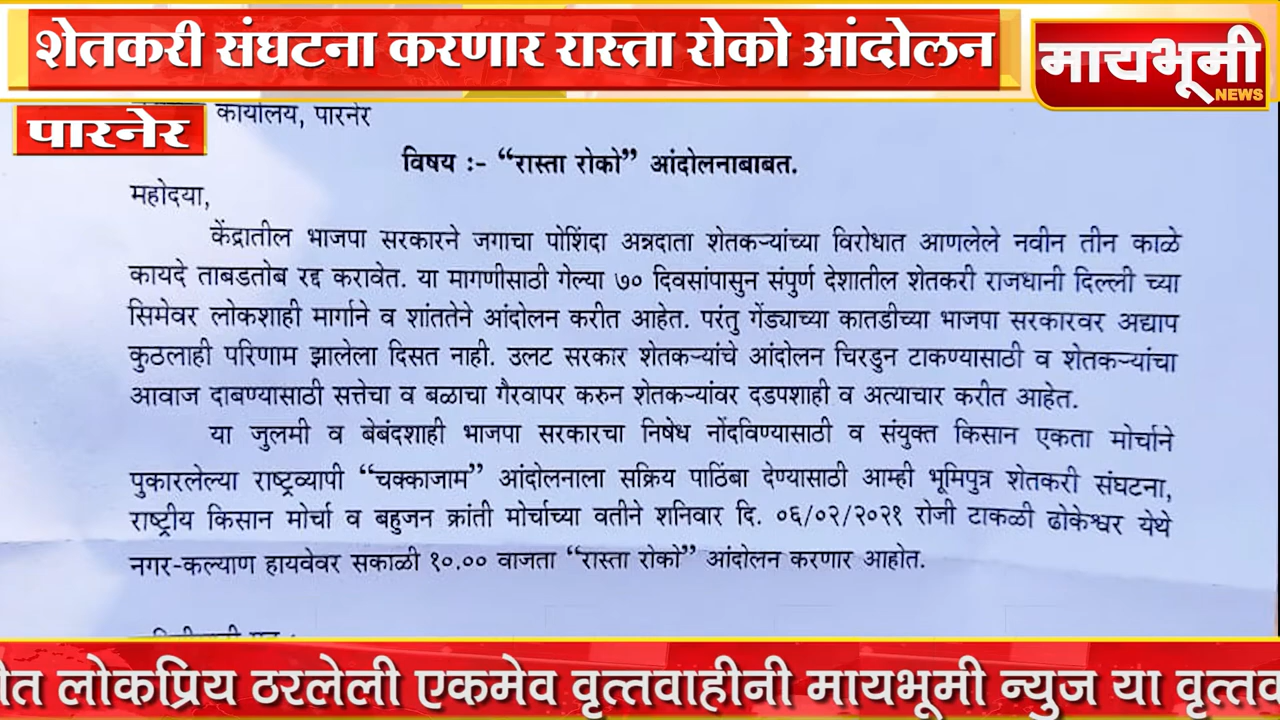 शेतकरी संघटना करणार रास्ता रोको आंदोलन
मायभूमी
NEWS
पारनेर
कार्यालय, पारनेर
विषय :- “रास्ता रोको” आंदोलनाबाबत.
महोदया,
केंद्रातील भाजपा सरकारने जगाचा पोशिंदा अन्नदाता शेतकऱ्यांच्या विरोधात आणलेले नवीन तीन काळे
कायदे ताबडतोब रद्द करावेत. या मागणीसाठी गेल्या ७० दिवसांपासुन संपुर्ण देशातील शेतकरी राजधानी दिल्ली च्या
सिमेवर लोकशाही मार्गाने व शांततेने आंदोलन करीत आहेत. परंतु गेंड्याच्या कातडीच्या भाजपा सरकारवर अद्याप
कुठलाही परिणाम झालेला दिसत नाही. उलट सरकार शेतकऱ्यांचे आंदोलन चिरडुन टाकण्यासाठी व शेतकऱ्यांचा
आवाज दाबण्यासाठी सत्तेचा व बळाचा गैरवापर करुन शेतकऱ्यांवर दडपशाही व अत्याचार करीत आहेत.
या जुलमी व बेबंदशाही भाजपा सरकारचा निषेध नोंदविण्यासाठी व संयुक्त किसान एकता मोर्चाने
पुकारलेल्या राष्ट्रव्यापी “चक्काजाम” आंदोलनाला सक्रिय पाठिंबा देण्यासाठी आम्ही भूमिपुत्र शेतकरी संघटना,
राष्ट्रीय किसान मोर्चा व बहुजन क्रांती मोर्चाच्या वतीने शनिवार दि. ०६/०२/२०२१ रोजी टाकळी ढोकेश्वर येथे
नगर-कल्याण हायवेवर सकाळी १०.०० वाजता “रास्ता रोको” आंदोलन करणार आहोत.
लोकप्रिय ठरलेली एकमेव वृत्तवाहीनी मायभूमी न्युज या